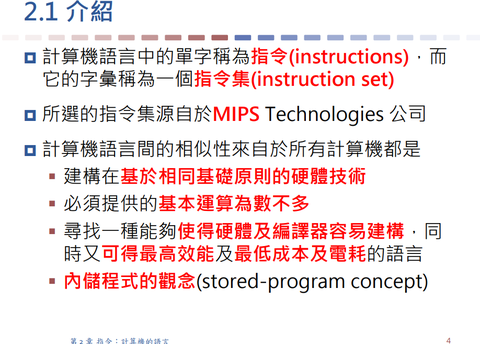 2.1 介紹
計算機語言中的單字稱為指令(instructions)，而
它的字彙稱為一個指令集(instruction set)
所選的指令集源自於MIPS Technologies 公司
計算機語言間的相似性來自於所有計算機都是
建構在基於相同基礎原則的硬體技術
必須提供的基本運算為數不多
尋找一種能夠使得硬體及編譯器容易建構，同
時又可得最高效能及最低成本及電耗的語言
內儲程式的觀念(stored-program concept)
第 2 章 指令：計算機的語言
4